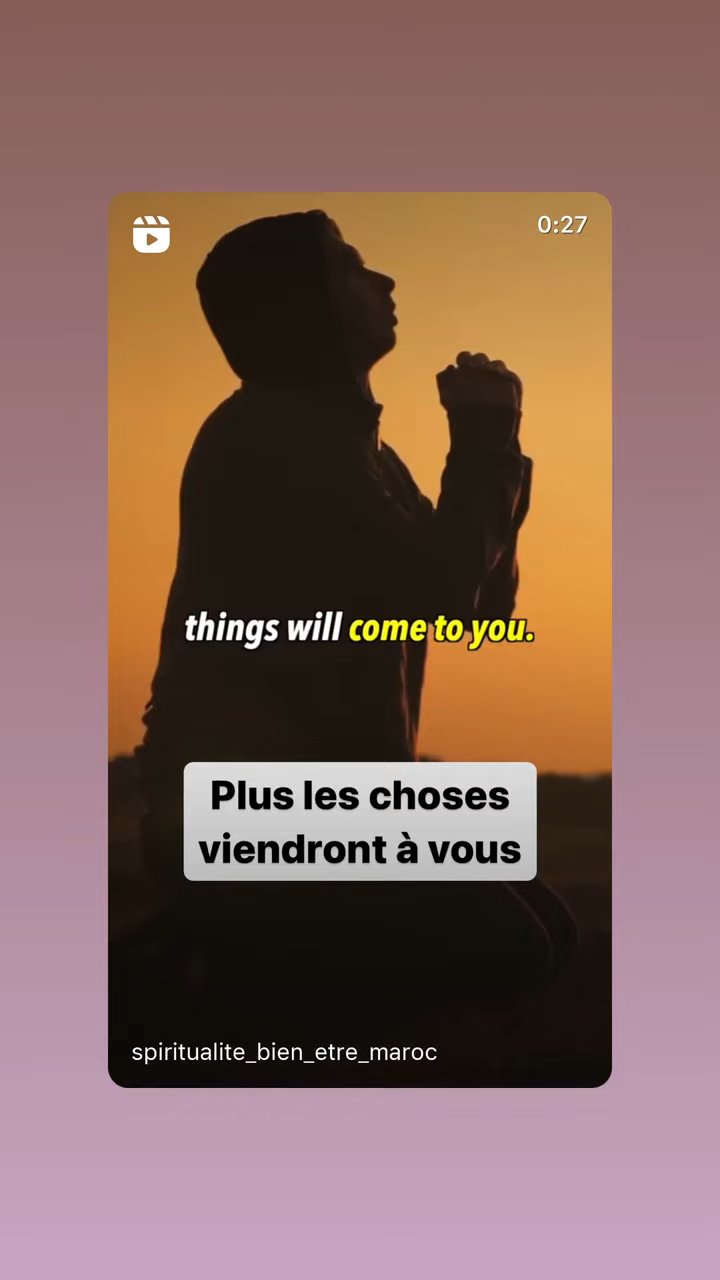 0:27
things will come to you.
Plus les choses
viendront à vous
spiritualite_bien_etre_maroc